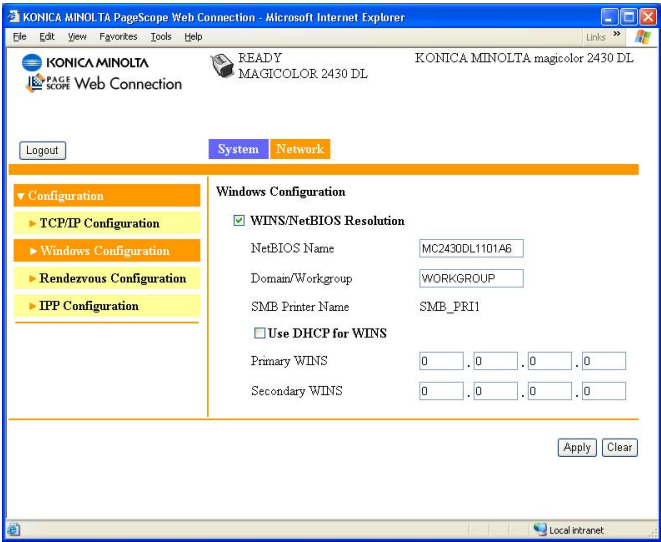 KONICA MINOLTA PageScope Web Connection - Microsoft Internet Explorer
File Edit View Favorites Tools Help Links »
KONICA MINOLTA
PAGE SCOPE Web Connection
READY
MAGICOLOR 2430 DL
KONICA MINOLTA magicolor 2430 DL
Logout
System Network
Configuration
TCP/IP Configuration
Windows Configuration
Rendezvous Configuration
IPP Configuration
Windows Configuration
WINS/NetBIOS Resolution
NetBIOS Name MC2430DL1101A6
Domain/Workgroup WORKGROUP
SMB Printer Name SMB_PRI1
Use DHCP for WINS
Primary WINS 0 . 0 . 0 . 0
Secondary WINS 0 . 0 . 0 . 0
Apply Clear
Local intranet